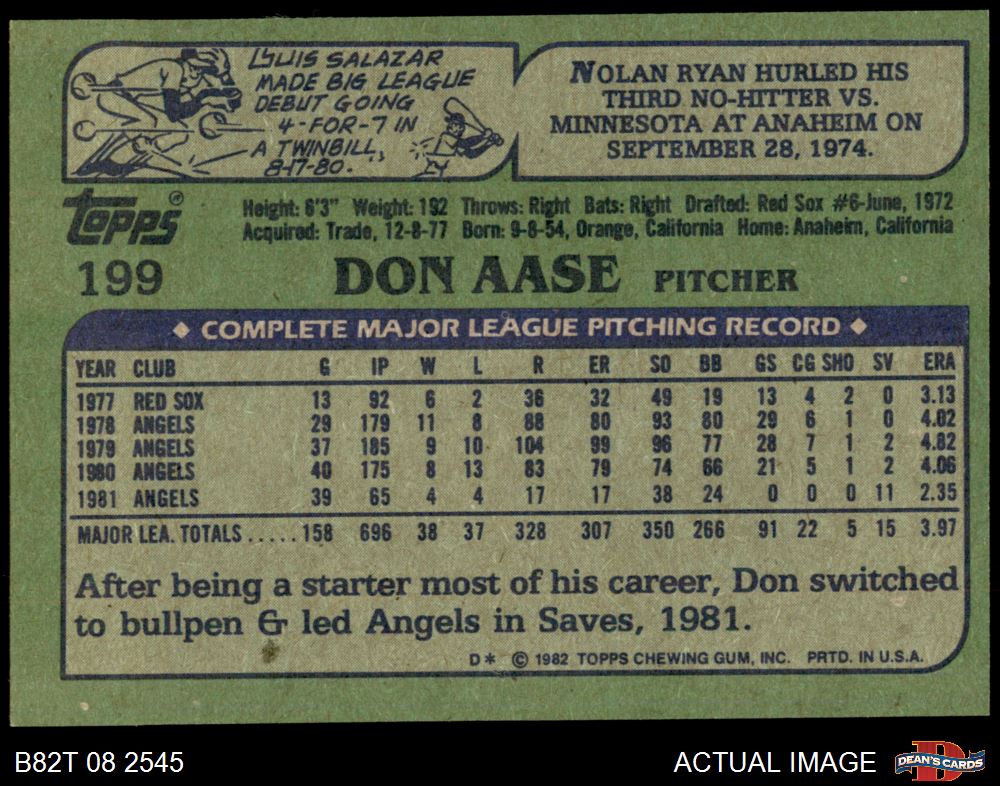 LUIS SALAZAR
MADE BIG LEAGUE
DEBUT GOING
4-FOR-7 IN
A TWINBILL,
8-17-80.
NOLAN RYAN HURLED HIS
THIRD NO-HITTER VS.
MINNESOTA AT ANAHEIM ON
SEPTEMBER 28, 1974.
TOPPS®
Height: 6'3" Weight: 192 Throws: Right Bats: Right Drafted: Red Sox #6-June, 1972
Acquired: Trade, 12-8-77 Born: 9-8-54, Orange, California Home: Anaheim, California
199 DON AASE PITCHER
◆ COMPLETE MAJOR LEAGUE PITCHING RECORD ◆
YEAR CLUB G IP W L R ER SO BB GS CG SHO SV ERA
1977 RED SOX 13 92 6 2 36 32 49 19 13 4 2 0 3.13
1978 ANGELS 29 179 11 8 88 80 93 80 29 6 1 0 4.02
1979 ANGELS 37 185 9 10 104 99 96 77 28 7 1 2 4.82
1980 ANGELS 40 175 8 13 83 79 74 66 21 5 1 2 4.06
1981 ANGELS 39 65 4 4 17 17 38 24 0 0 0 11 2.35
MAJOR LEA. TOTALS ..... 158 696 38 37 328 307 350 266 91 22 5 15 3.97
After being a starter most of his career, Don switched
to bullpen & led Angels in Saves, 1981.
D* © 1982 TOPPS CHEWING GUM, INC. PRTD. IN U.S.A.
B82T 08 2545
ACTUAL IMAGE
DEAN'S CARDS